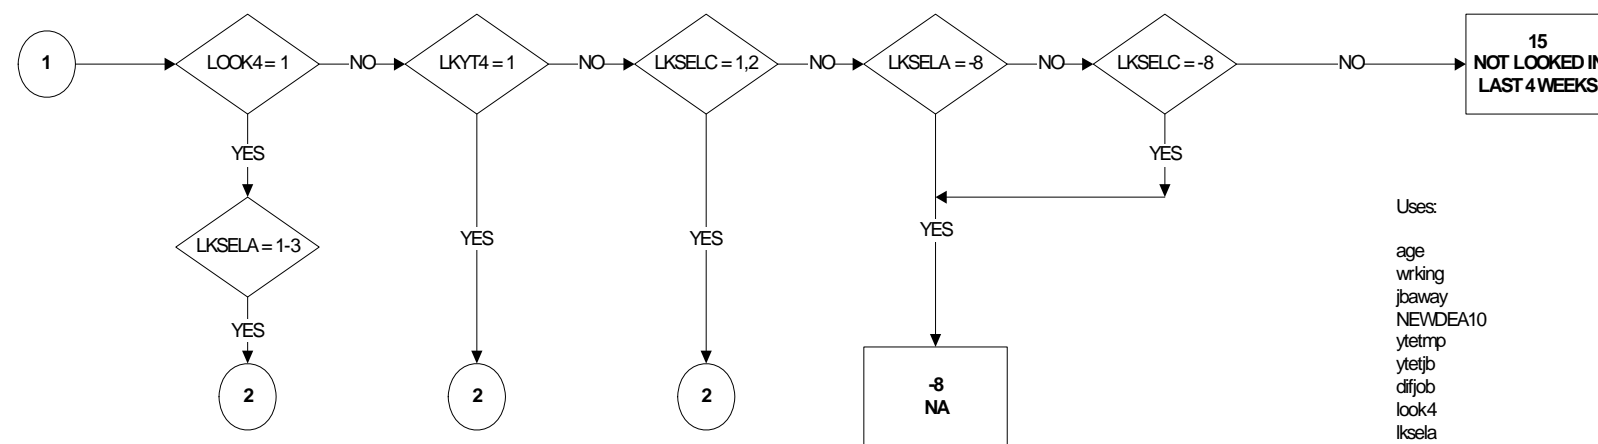 1
LOOK4 = 1
NO
LKYT4 = 1
NO
LKSELC = 1,2
NO
LKSELA = -8
NO
LKSELC = -8
NO
15
NOT LOOKED IN
LAST 4 WEEKS
YES
YES
LKSELA = 1-3
YES
YES
YES
YES
2
2
2
-8
NA
Uses:
age
wrking
jbaway
NEWDEA10
ytetmp
ytetjb
difjob
look4
lksela